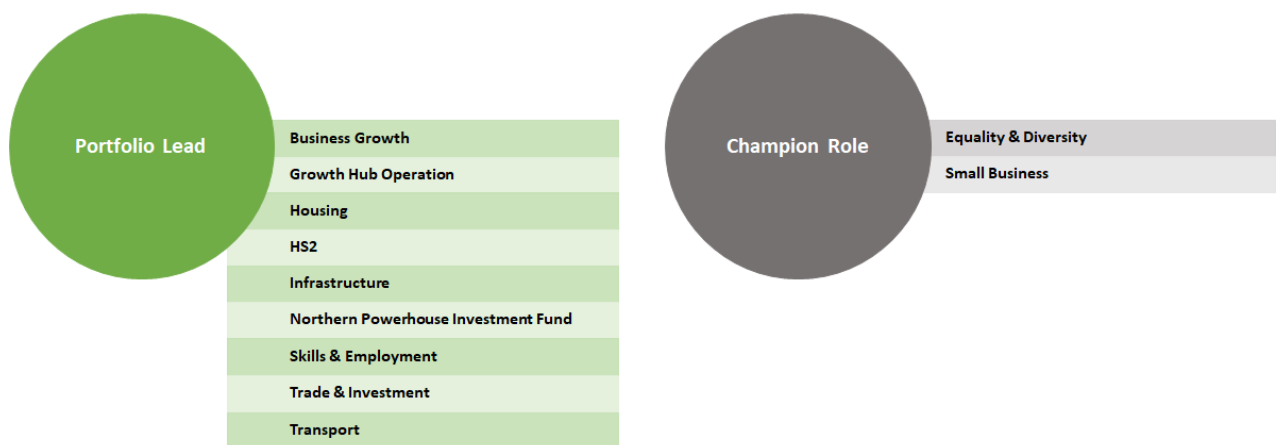 Portfolio Lead
Business Growth
Growth Hub Operation
Housing
HS2
Infrastructure
Northern Powerhouse Investment Fund
Skills & Employment
Trade & Investment
Transport
Champion Role
Equality & Diversity
Small Business